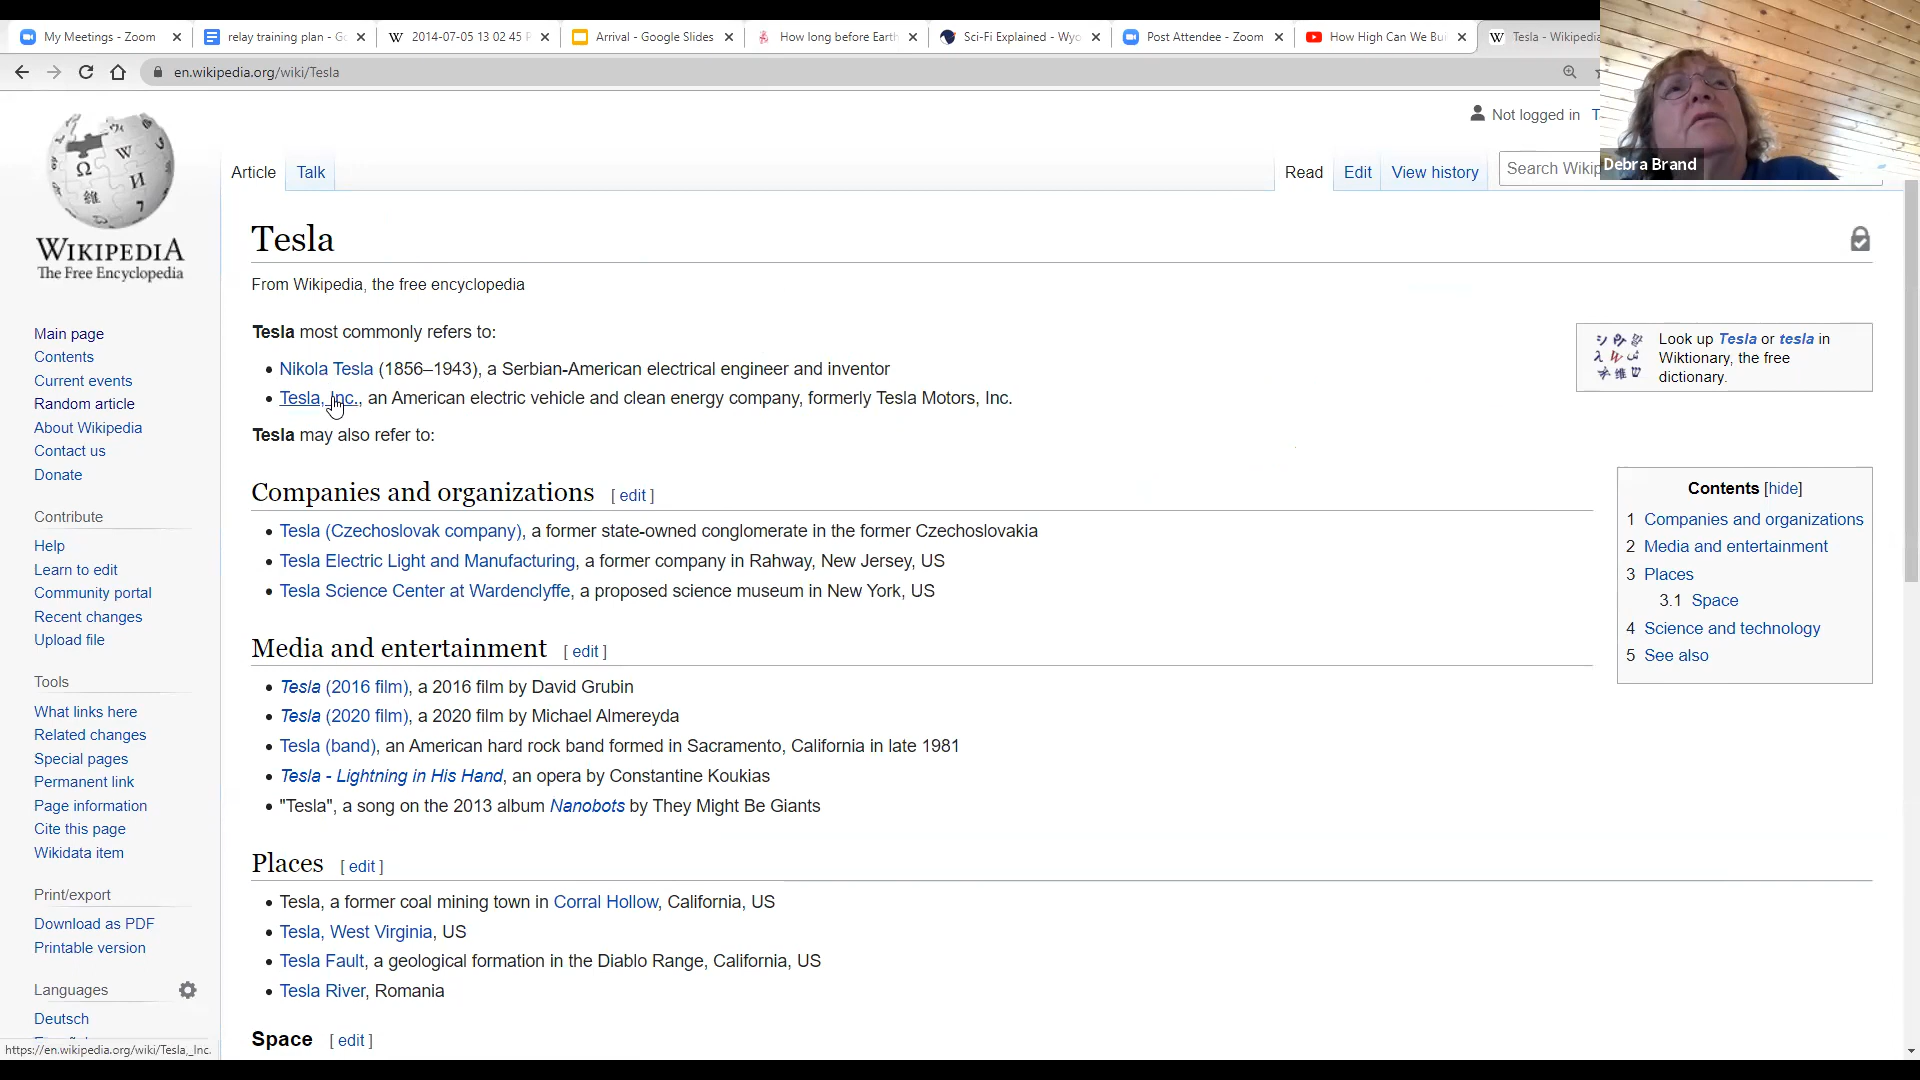 My Meetings - Zoom
relay training plan - G
2014-07-05 13 02 45
Arrival - Google Slides
How long before Earth
Sci-Fi Explained - Wyo
Post Attendee - Zoom
How High Can We Bui
Tesla - Wikipedia
en.wikipedia.org/wiki/Tesla
Debra Brand
WIKIPEDIA
The Free Encyclopedia
Not logged in
Article Talk
Read Edit View history
Search Wikip
Tesla
From Wikipedia, the free encyclopedia
Tesla most commonly refers to:
Nikola Tesla (1856–1943), a Serbian-American electrical engineer and inventor
Tesla, Inc., an American electric vehicle and clean energy company, formerly Tesla Motors, Inc.
Tesla may also refer to:
Look up Tesla or tesla in
Wiktionary, the free
dictionary.
Companies and organizations [ edit ]
Tesla (Czechoslovak company), a former state-owned conglomerate in the former Czechoslovakia
Tesla Electric Light and Manufacturing, a former company in Rahway, New Jersey, US
Tesla Science Center at Wardenclyffe, a proposed science museum in New York, US
Media and entertainment [ edit ]
Tesla (2016 film), a 2016 film by David Grubin
Tesla (2020 film), a 2020 film by Michael Almereyda
Tesla (band), an American hard rock band formed in Sacramento, California in late 1981
Tesla - Lightning in His Hand, an opera by Constantine Koukias
"Tesla", a song on the 2013 album Nanobots by They Might Be Giants
Places [ edit ]
Tesla, a former coal mining town in Corral Hollow, California, US
Tesla, West Virginia, US
Tesla Fault, a geological formation in the Diablo Range, California, US
Tesla River, Romania
Space [ edit ]
Contents [hide]
1 Companies and organizations
2 Media and entertainment
3 Places
3.1 Space
4 Science and technology
5 See also
Main page
Contents
Current events
Random article
About Wikipedia
Contact us
Donate
Contribute
Help
Learn to edit
Community portal
Recent changes
Upload file
Tools
What links here
Related changes
Special pages
Permanent link
Page information
Cite this page
Wikidata item
Print/export
Download as PDF
Printable version
Languages
Deutsch
https://en.wikipedia.org/wiki/Tesla,_Inc.